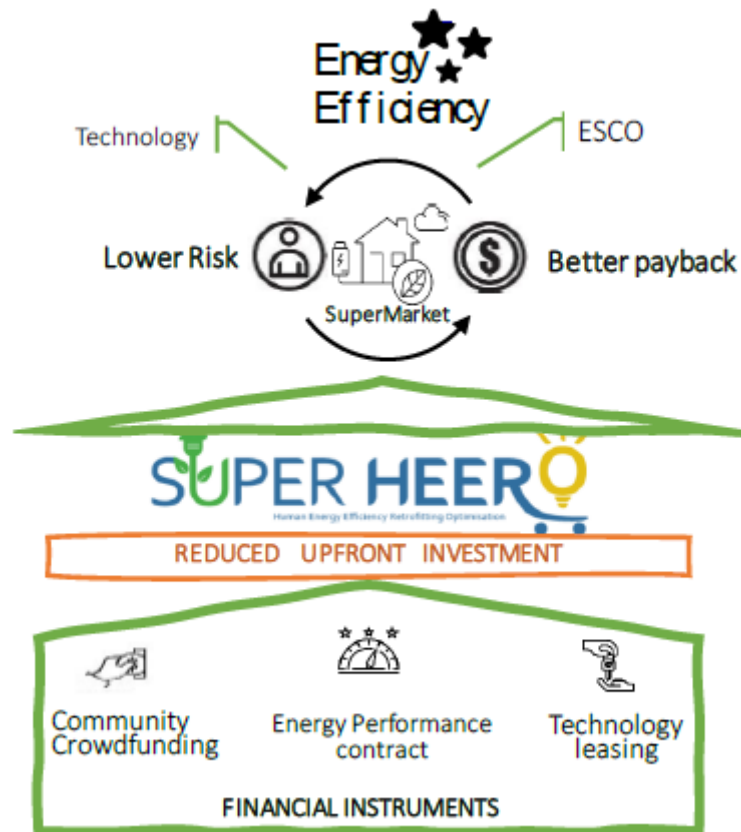 Energy
Efficiency
Technology
ESCO
Lower Risk
$
Better payback
SuperMarket
SUPER HEERO
Human Energy Efficiency Retrofitting Optimisation
REDUCED UPFRONT INVESTMENT
Community
Crowdfunding
Energy Performance
contract
Technology
leasing
FINANCIAL INSTRUMENTS